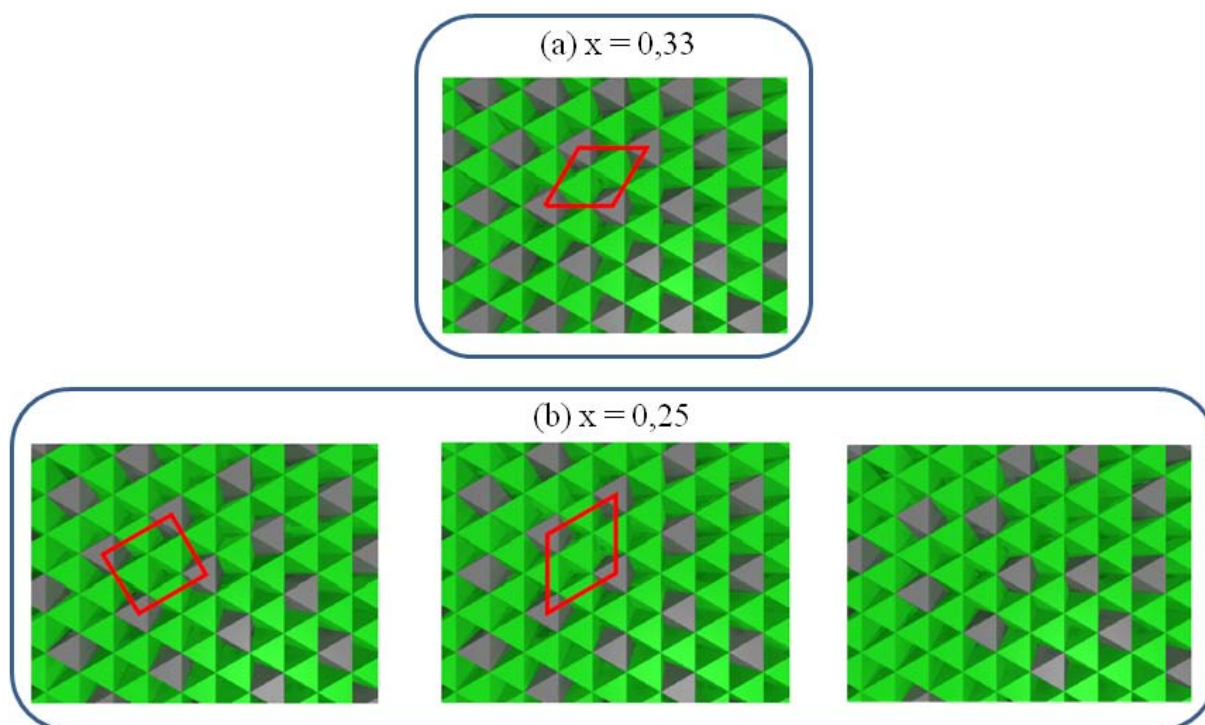 (a) x = 0,33
(b) x = 0,25